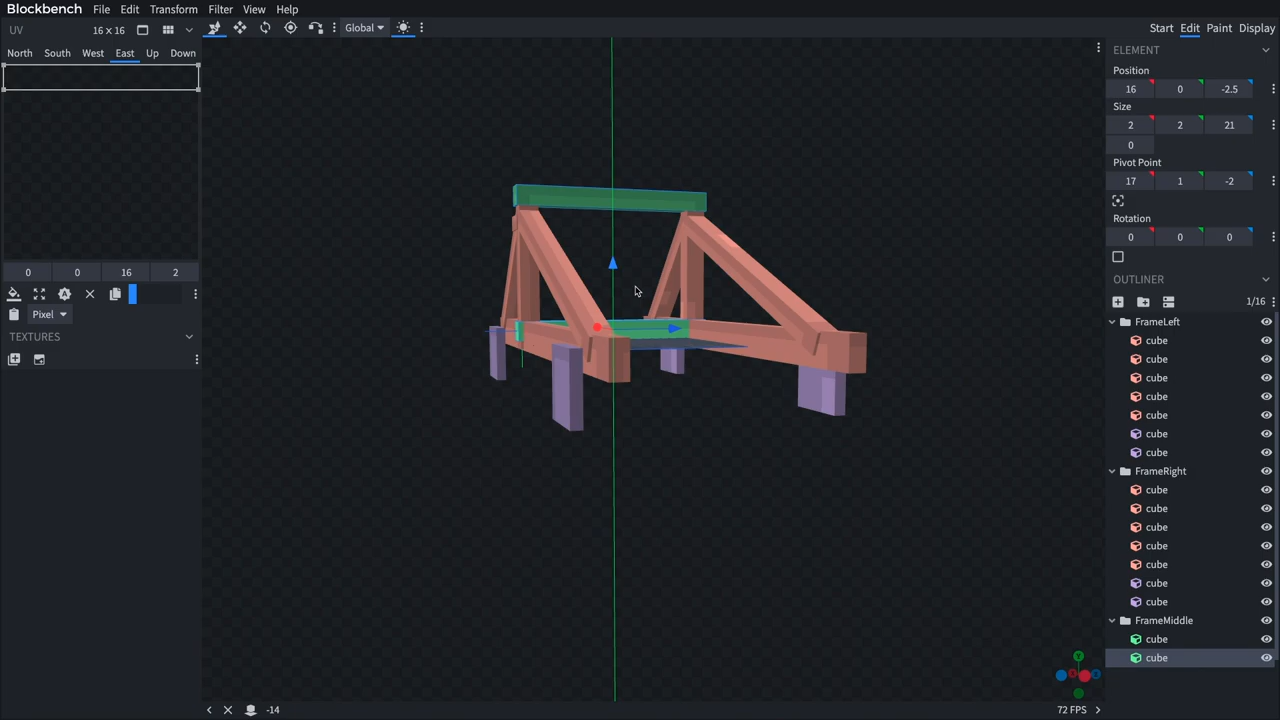 Blockbench File Edit Transform Filter View Help
UV 16 x 16
Global
Start Edit Paint Display
North South West East Up Down
0 0 16 2
Pixel
TEXTURES
ELEMENT
Position
16 0 -2.5
Size
2 2 21
0
Pivot Point
17 1 -2
Rotation
0 0 0
OUTLINER
1/16
FrameLeft
cube
cube
cube
cube
cube
cube
cube
FrameRight
cube
cube
cube
cube
cube
cube
cube
FrameMiddle
cube
cube
-14
72 FPS